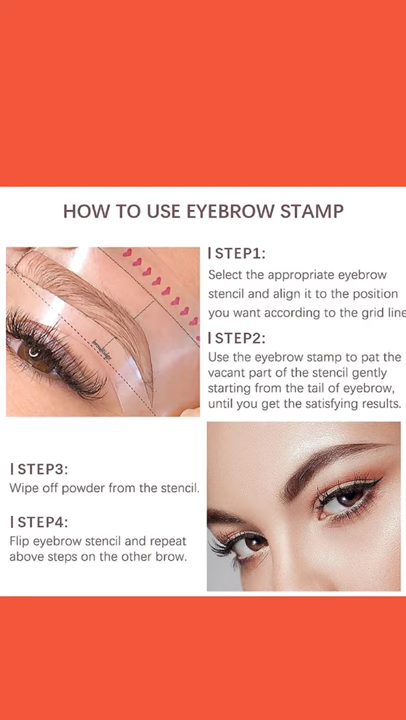 HOW TO USE EYEBROW STAMP
| STEP1:
Select the appropriate eyebrow
stencil and align it to the position
you want according to the grid line
| STEP2:
Use the eyebrow stamp to pat the
vacant part of the stencil gently
starting from the tail of eyebrow,
until you get the satisfying results.
| STEP3:
Wipe off powder from the stencil.
| STEP4:
Flip eyebrow stencil and repeat
above steps on the other brow.